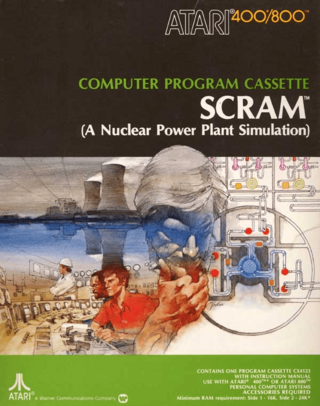 ATARI® 400™/800™
COMPUTER PROGRAM CASSETTE
SCRAM™
(A Nuclear Power Plant Simulation)
CONTAINS ONE PROGRAM CASSETTE CX4123
WITH INSTRUCTION MANUAL
USE WITH ATARI® 400™ OR ATARI 800™
PERSONAL COMPUTER SYSTEMS
ACCESSORIES REQUIRED
Minimum RAM requirement: Side 1 - 16K, Side 2 - 24K
ATARI®
A Warner Communications Company